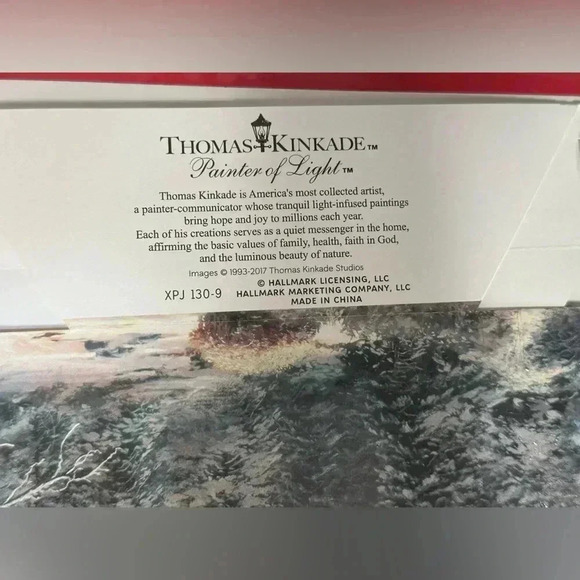 THOMAS KINKADE™
Painter of Light™
Thomas Kinkade is America's most collected artist,
a painter-communicator whose tranquil light-infused paintings
bring hope and joy to millions each year.
Each of his creations serves as a quiet messenger in the home,
affirming the basic values of family, health, faith in God,
and the luminous beauty of nature.
Images © 1993-2017 Thomas Kinkade Studios
© HALLMARK LICENSING, LLC
XPJ 130-9 HALLMARK MARKETING COMPANY, LLC
MADE IN CHINA